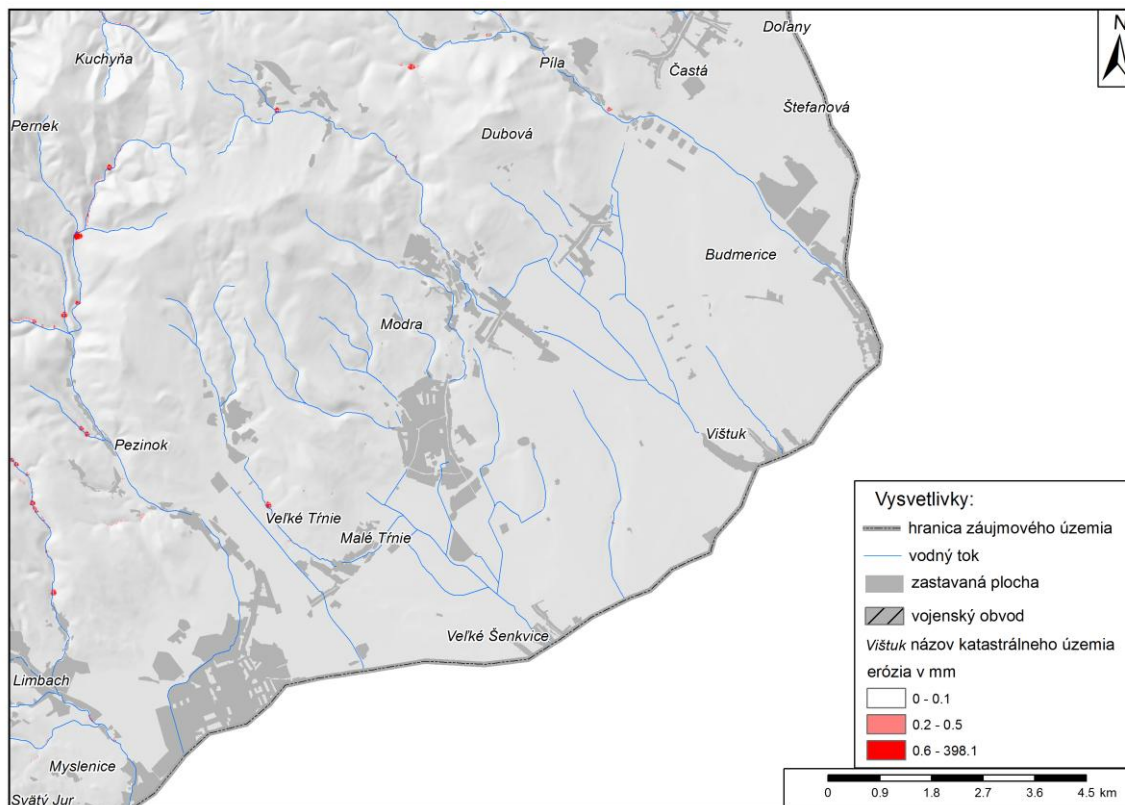 Doľany
N
Kuchyňa
Píla
Častá
Štefanová
Pernek
Dubová
Budmerice
Modra
Vištuk
Pezinok
Veľké Tŕnie
Malé Tŕnie
Veľké Šenkvice
Limbach
Myslenice
Svätý Jur
Vysvetlivky:
hranica záujmového územia
vodný tok
zastavaná plocha
vojenský obvod
Vištuk názov katastrálneho územia
erózia v mm
0 - 0.1
0.2 - 0.5
0.6 - 398.1
0 0.9 1.8 2.7 3.6 4.5 km